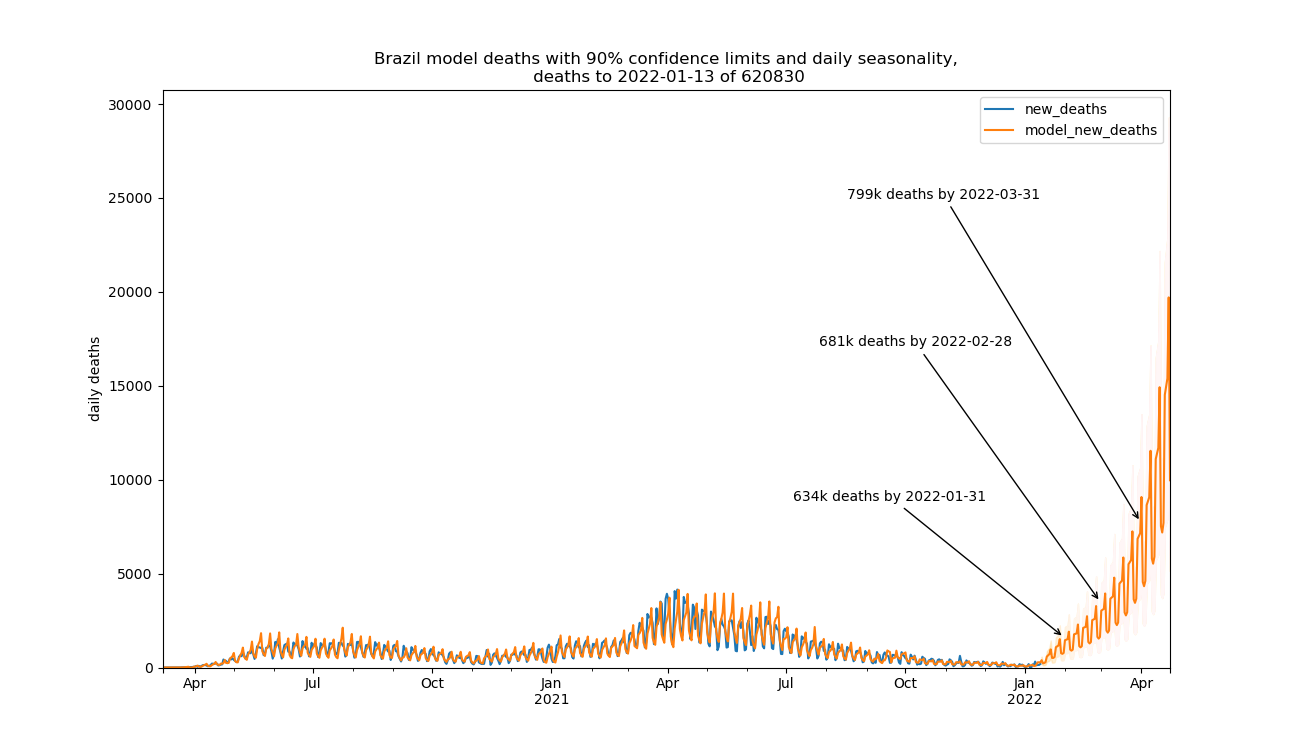 Brazil model deaths with 90% confidence limits and daily seasonality,
deaths to 2022-01-13 of 620830
new_deaths
model_new_deaths
30000
25000
20000
15000
10000
5000
0
daily deaths
799k deaths by 2022-03-31
681k deaths by 2022-02-28
634k deaths by 2022-01-31
Apr Jul Oct Jan Apr Jul Oct Jan Apr
2021 2022